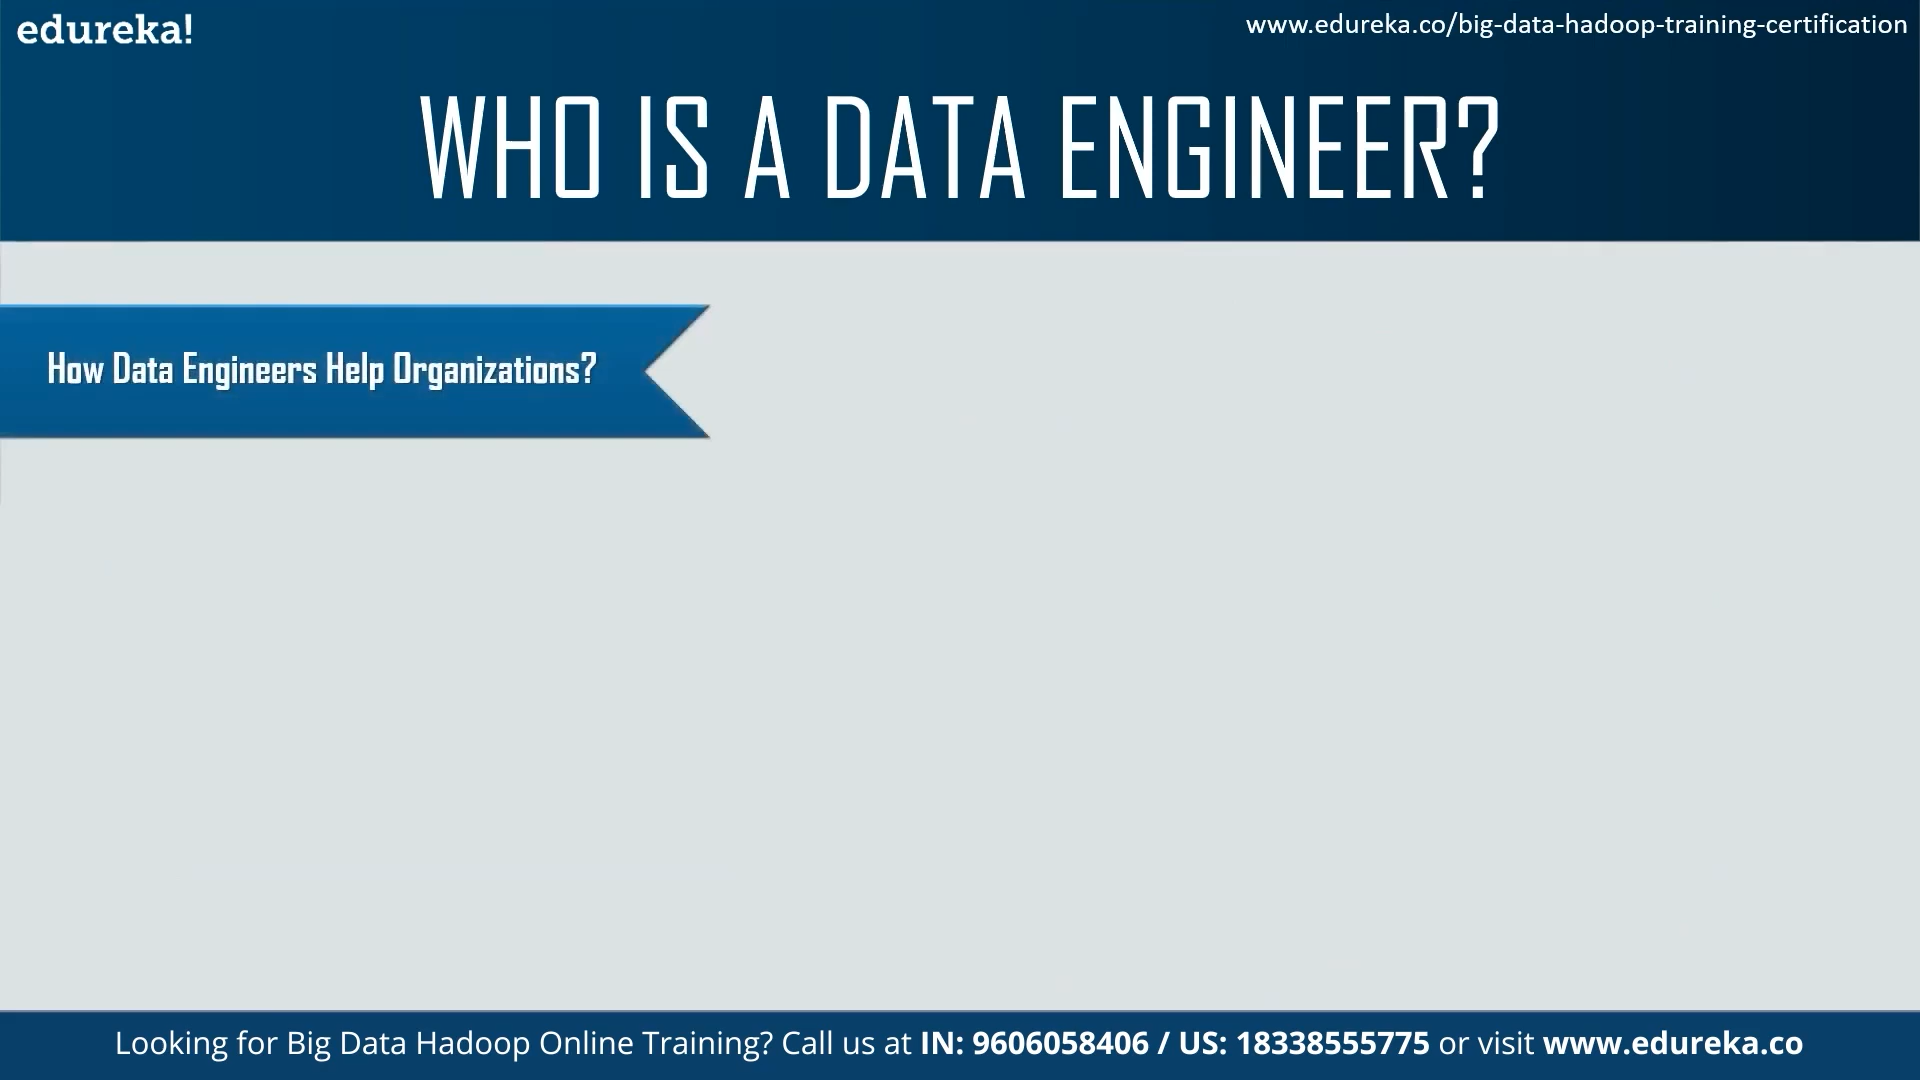 edureka!
www.edureka.co/big-data-hadoop-training-certification
WHO IS A DATA ENGINEER?
How Data Engineers Help Organizations?
Looking for Big Data Hadoop Online Training? Call us at IN: 9606058406 / US: 18338555775 or visit www.edureka.co